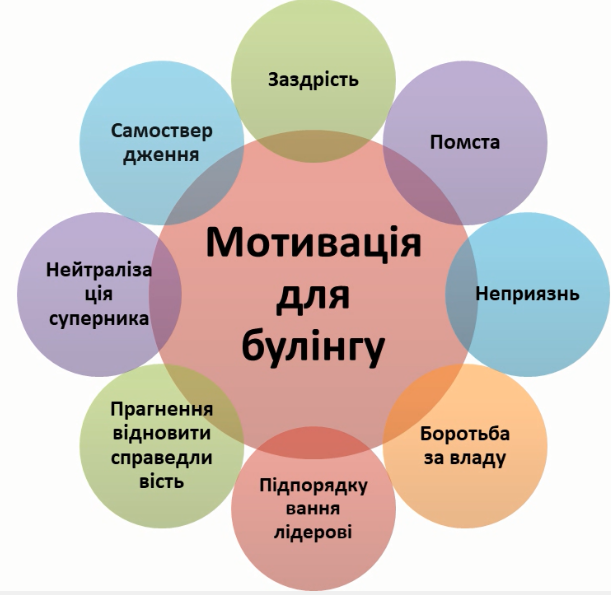 Мотивація
для
булінгу
Заздрість
Помста
Неприязнь
Боротьба
за владу
Підпорядку
вання
лідерові
Прагнення
відновити
справедли
вість
Нейтраліза
ція
суперника
Самоствер
дження